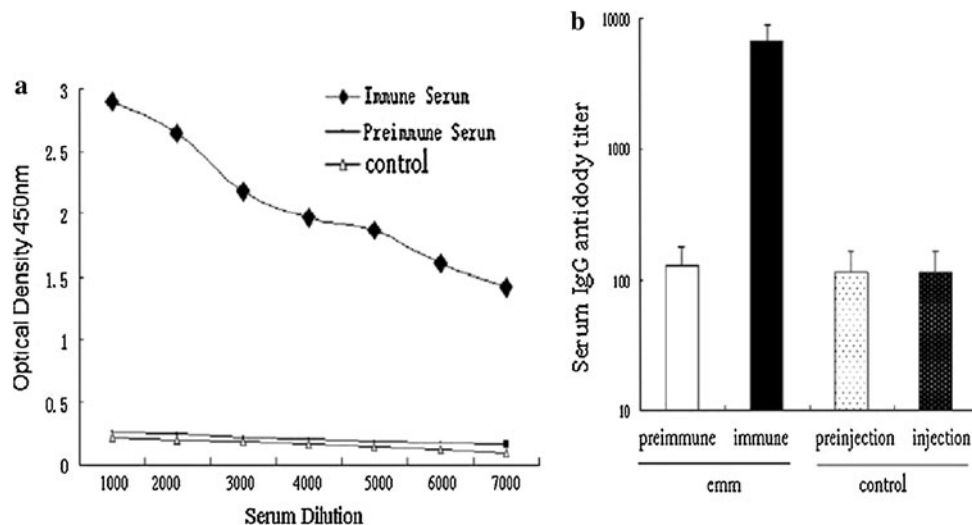 a
3
2.5
2
1.5
1
0.5
0
Optical Density 450nm
Immune Serum
Preimmune Serum
control
1000 2000 3000 4000 5000 6000 7000
Serum Dilution
b
10000
1000
100
10
Serum IgG antidody titer
preimmune immune preinjection injection
emm control